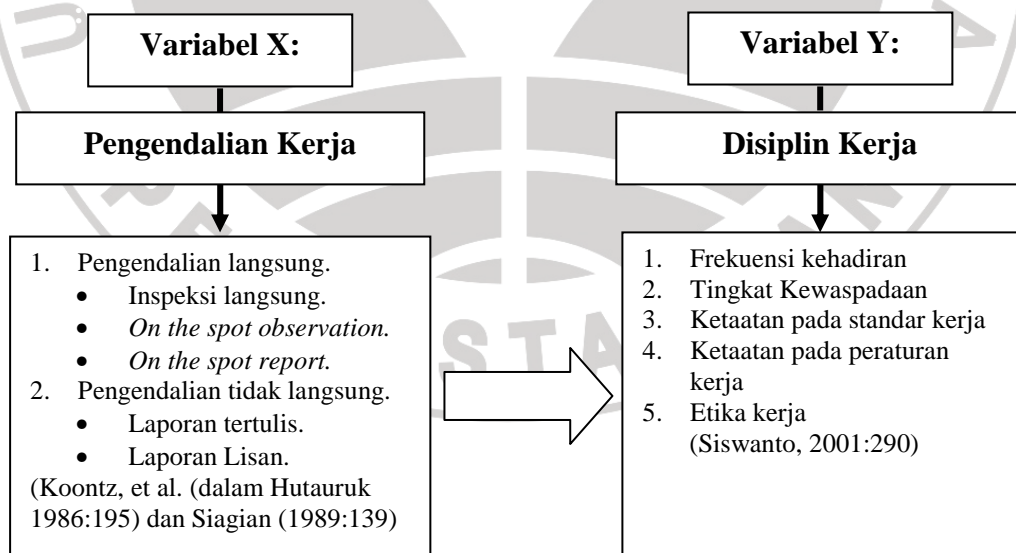 Variabel X:
Pengendalian Kerja
1. Pengendalian langsung.
• Inspeksi langsung.
• On the spot observation.
• On the spot report.
2. Pengendalian tidak langsung.
• Laporan tertulis.
• Laporan Lisan.
(Koontz, et al. (dalam Hutauruk
1986:195) dan Siagian (1989:139)
Variabel Y:
Disiplin Kerja
1. Frekuensi kehadiran
2. Tingkat Kewaspadaan
3. Ketaatan pada standar kerja
4. Ketaatan pada peraturan
kerja
5. Etika kerja
(Siswanto, 2001:290)